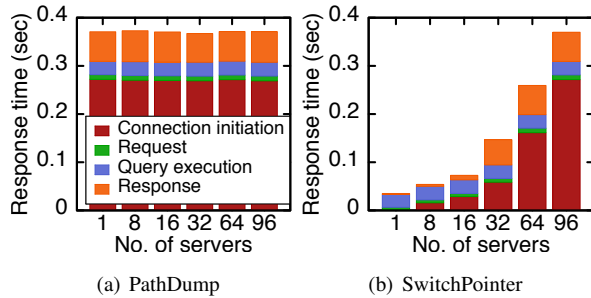 0.4
0.3
0.2
0.1
0
Response time (sec)
Connection initiation
Request
Query execution
Response
1 8 16 32 64 96
No. of servers
(a) PathDump
0.4
0.3
0.2
0.1
0
Response time (sec)
1 8 16 32 64 96
No. of servers
(b) SwitchPointer